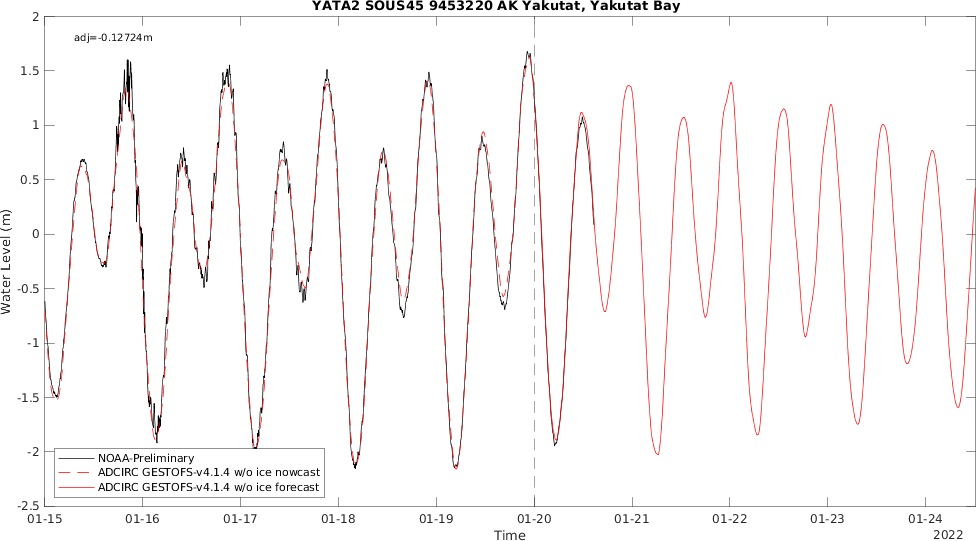 YATA2 SOUS45 9453220 AK Yakutat, Yakutat Bay
adj=-0.12724m
2
1.5
1
0.5
0
-0.5
-1
-1.5
-2
-2.5
Water Level (m)
NOAA-Preliminary
ADCIRC GESTOFS-v4.1.4 w/o ice nowcast
ADCIRC GESTOFS-v4.1.4 w/o ice forecast
01-15 01-16 01-17 01-18 01-19 01-20 01-21 01-22 01-23 01-24
Time
2022